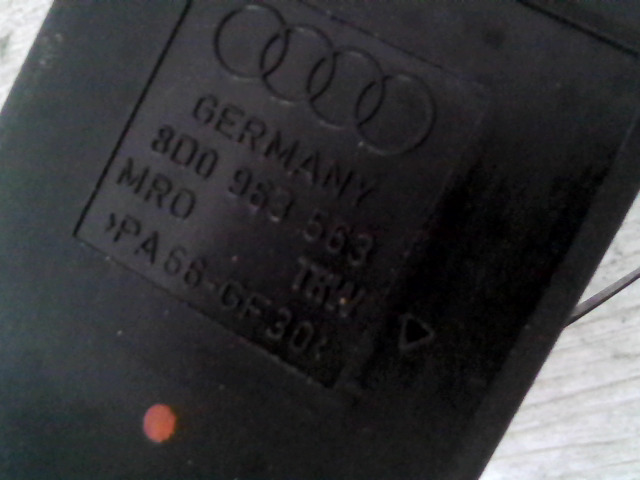 GERMANY
8D0 963 563
MRO
TRW
>PA66-GF30<